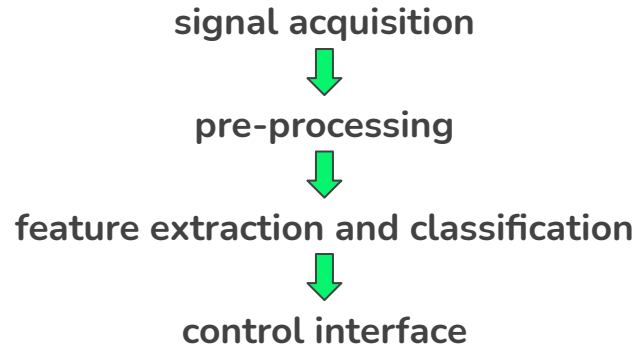 signal acquisition
pre-processing
feature extraction and classification
control interface